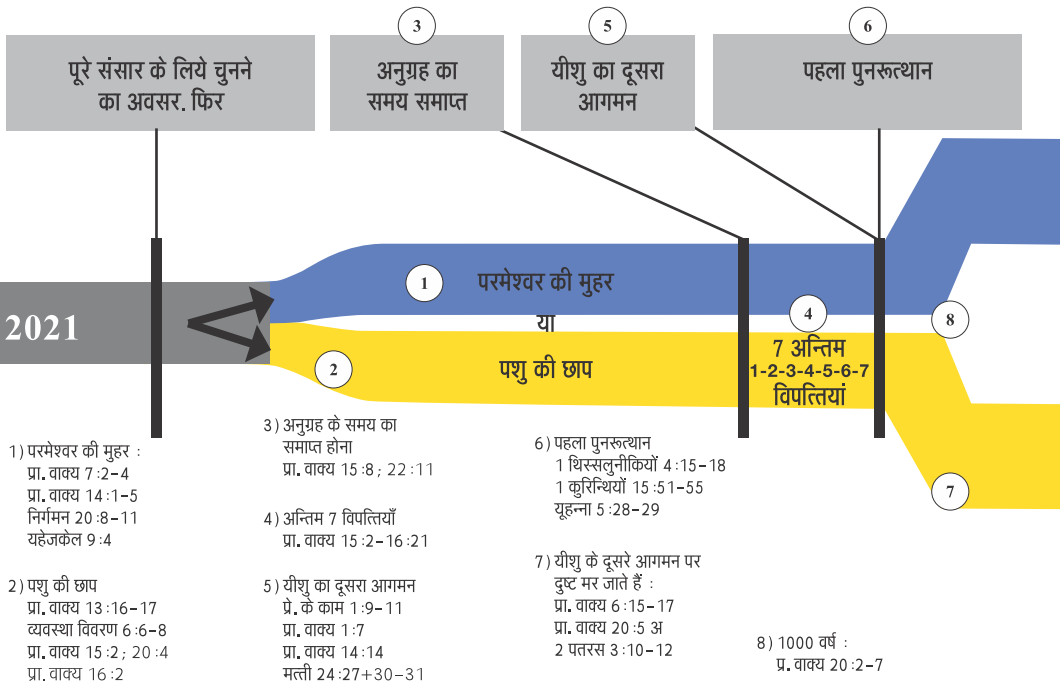 3
5
6
पूरे संसार के लिये चुनने
का अवसर. फिर
अनुग्रह का
समय समाप्त
यीशु का दूसरा
आगमन
पहला पुनरूत्थान
2021
1
परमेश्वर की मुहर
या
2
पशु की छाप
4
7 अन्तिम
1-2-3-4-5-6-7
विपत्तियां
8
7
1) परमेश्वर की मुहर :
प्रा. वाक्य 7:2-4
प्रा. वाक्य 14:1-5
निर्गमन 20:8-11
यहेजकेल 9:4
2) पशु की छाप
प्रा. वाक्य 13:16-17
व्यवस्था विवरण 6:6-8
प्रा. वाक्य 15:2; 20:4
प्रा. वाक्य 16:2
3) अनुग्रह के समय का
समाप्त होना
प्रा. वाक्य 15:8; 22:11
4) अन्तिम 7 विपत्तियाँ
प्रा. वाक्य 15:2-16:21
5) यीशु का दूसरा आगमन
प्रे. के काम 1:9-11
प्रा. वाक्य 1:7
प्रा. वाक्य 14:14
मत्ती 24:27+30-31
6) पहला पुनरूत्थान
1 थिस्सलुनीकियों 4:15-18
1 कुरिन्थियों 15:51-55
यूहन्ना 5:28-29
7) यीशु के दूसरे आगमन पर
दुष्ट मर जाते हैं :
प्रा. वाक्य 6:15-17
प्रा. वाक्य 20:5 अ
2 पतरस 3:10-12
8) 1000 वर्ष :
प्र. वाक्य 20:2-7